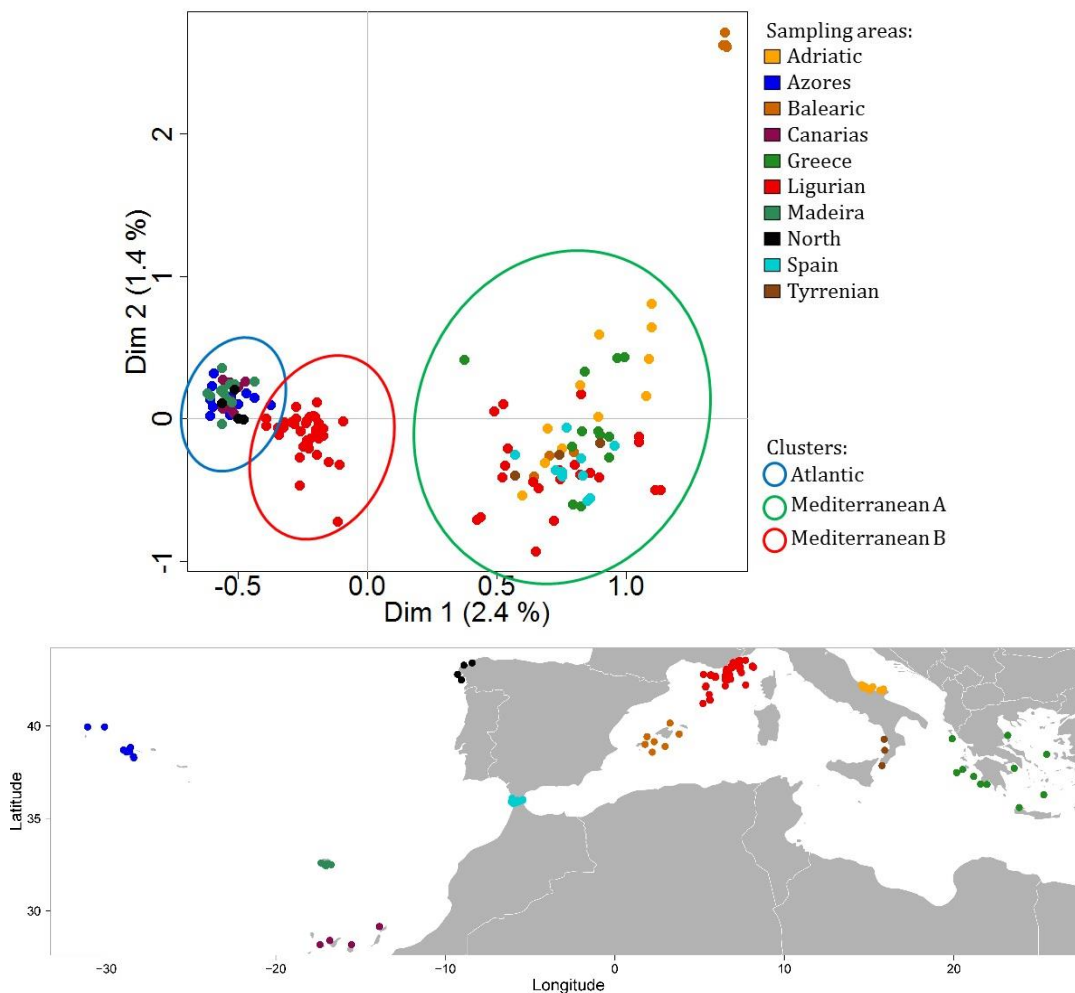 Sampling areas:
Adriatic
Azores
Balearic
Canarias
Greece
Ligurian
Madeira
North
Spain
Tyrrenian
Dim 2 (1.4 %)
2
1
0
-1
-0.5
0.0
0.5
1.0
Dim 1 (2.4 %)
Clusters:
Atlantic
Mediterranean A
Mediterranean B
Latitude
40
35
30
−30
−20
−10
0
10
20
Longitude